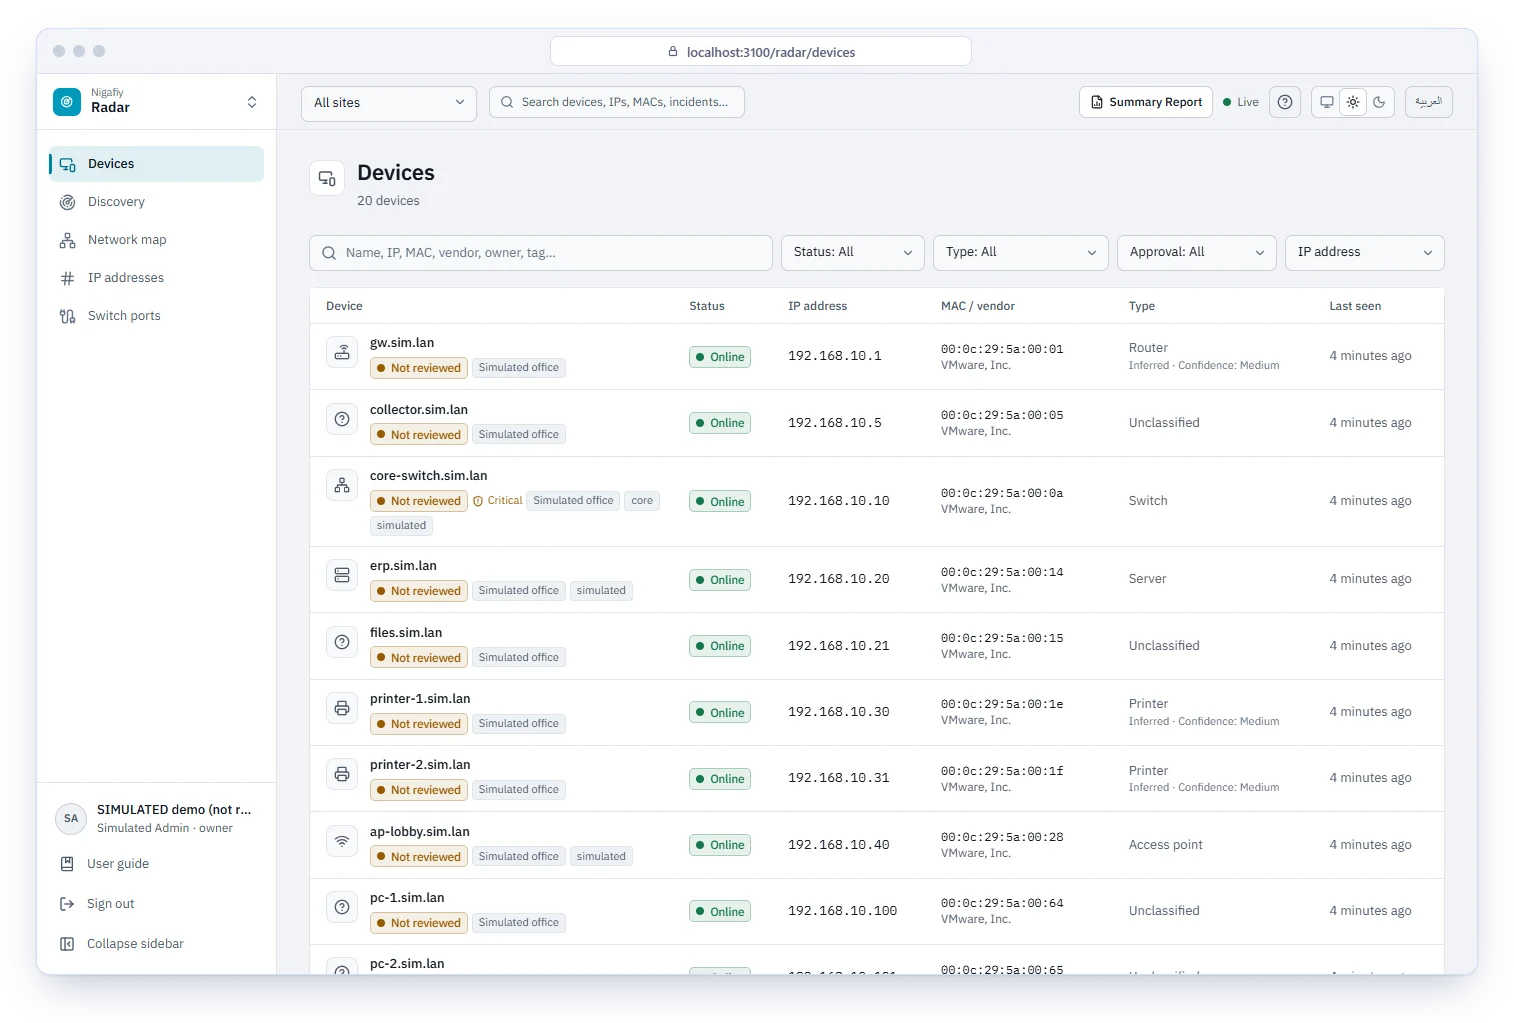 localhost:3100/radar/devices
Nigafiy
Radar
All sites
Search devices, IPs, MACs, incidents...
Summary Report
Live
العربية
Devices
Discovery
Network map
IP addresses
Switch ports
Devices
20 devices
Name, IP, MAC, vendor, owner, tag...
Status: All
Type: All
Approval: All
IP address
Device Status IP address MAC / vendor Type Last seen
gw.sim.lan
Not reviewed Simulated office
Online
192.168.10.1
00:0c:29:5a:00:01
VMware, Inc.
Router
Inferred · Confidence: Medium
4 minutes ago
collector.sim.lan
Not reviewed Simulated office
Online
192.168.10.5
00:0c:29:5a:00:05
VMware, Inc.
Unclassified
4 minutes ago
core-switch.sim.lan
Not reviewed Critical Simulated office core
simulated
Online
192.168.10.10
00:0c:29:5a:00:0a
VMware, Inc.
Switch
4 minutes ago
erp.sim.lan
Not reviewed Simulated office simulated
Online
192.168.10.20
00:0c:29:5a:00:14
VMware, Inc.
Server
4 minutes ago
files.sim.lan
Not reviewed Simulated office
Online
192.168.10.21
00:0c:29:5a:00:15
VMware, Inc.
Unclassified
4 minutes ago
printer-1.sim.lan
Not reviewed Simulated office
Online
192.168.10.30
00:0c:29:5a:00:1e
VMware, Inc.
Printer
Inferred · Confidence: Medium
4 minutes ago
printer-2.sim.lan
Not reviewed Simulated office
Online
192.168.10.31
00:0c:29:5a:00:1f
VMware, Inc.
Printer
Inferred · Confidence: Medium
4 minutes ago
ap-lobby.sim.lan
Not reviewed Simulated office simulated
Online
192.168.10.40
00:0c:29:5a:00:28
VMware, Inc.
Access point
4 minutes ago
pc-1.sim.lan
Not reviewed Simulated office
Online
192.168.10.100
00:0c:29:5a:00:64
VMware, Inc.
Unclassified
4 minutes ago
pc-2.sim.lan
00:0c:29:5a:00:65
SA
SIMULATED demo (not r...
Simulated Admin · owner
User guide
Sign out
Collapse sidebar